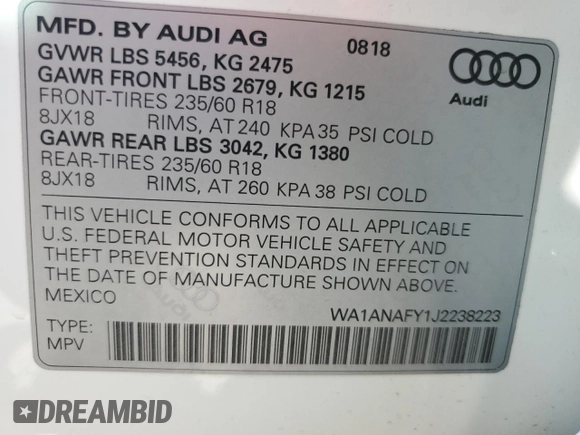 MFD. BY AUDI AG 0818
GVWR LBS 5456, KG 2475
GAWR FRONT LBS 2679, KG 1215
FRONT-TIRES 235/60 R18
8JX18 RIMS, AT 240 KPA 35 PSI COLD
GAWR REAR LBS 3042, KG 1380
REAR-TIRES 235/60 R18
8JX18 RIMS, AT 260 KPA 38 PSI COLD
Audi
THIS VEHICLE CONFORMS TO ALL APPLICABLE
U.S. FEDERAL MOTOR VEHICLE SAFETY AND
THEFT PREVENTION STANDARDS IN EFFECT ON
THE DATE OF MANUFACTURE SHOWN ABOVE.
MEXICO
WA1ANAFY1J2238223
TYPE:
MPV
DREAMBID